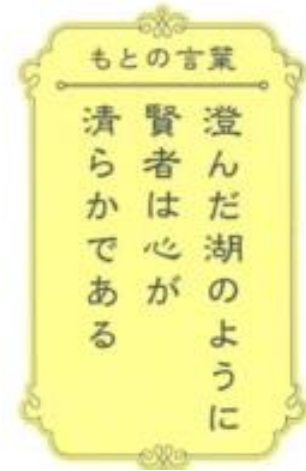 もとの言葉
澄んだ湖のように
賢者は心が
清らかである